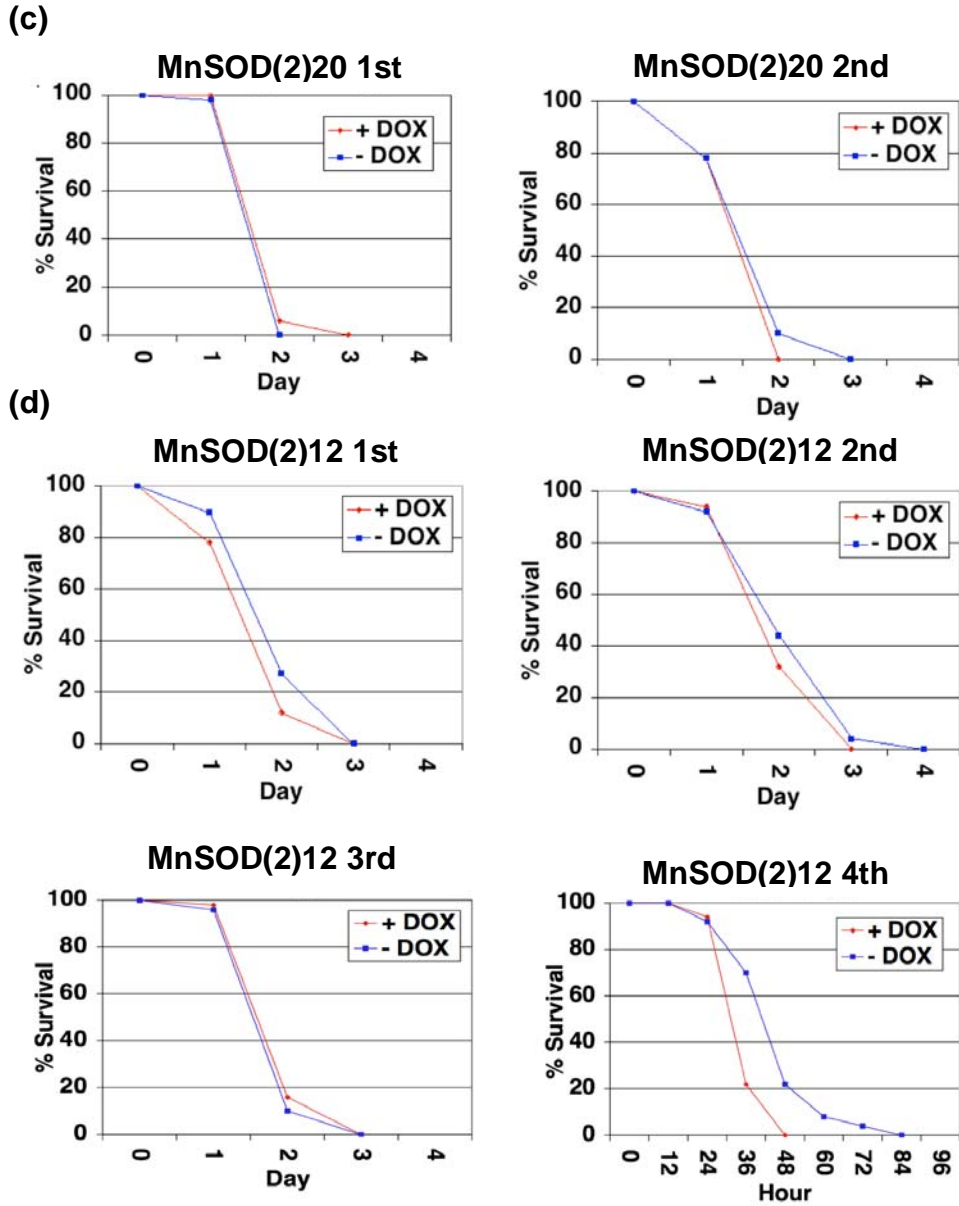 (c)
MnSOD(2)20 1st
% Survival
100
80
60
40
20
0
+ DOX
- DOX
0 1 2 3 4
Day
MnSOD(2)20 2nd
% Survival
100
80
60
40
20
0
+ DOX
- DOX
0 1 2 3 4
Day
(d)
MnSOD(2)12 1st
% Survival
100
80
60
40
20
0
+ DOX
- DOX
0 1 2 3 4
Day
MnSOD(2)12 2nd
% Survival
100
80
60
40
20
0
+ DOX
- DOX
0 1 2 3 4
Day
MnSOD(2)12 3rd
% Survival
100
80
60
40
20
0
+ DOX
- DOX
0 1 2 3 4
Day
MnSOD(2)12 4th
% Survival
100
80
60
40
20
0
+ DOX
- DOX
0 12 24 36 48 60 72 84 96
Hour